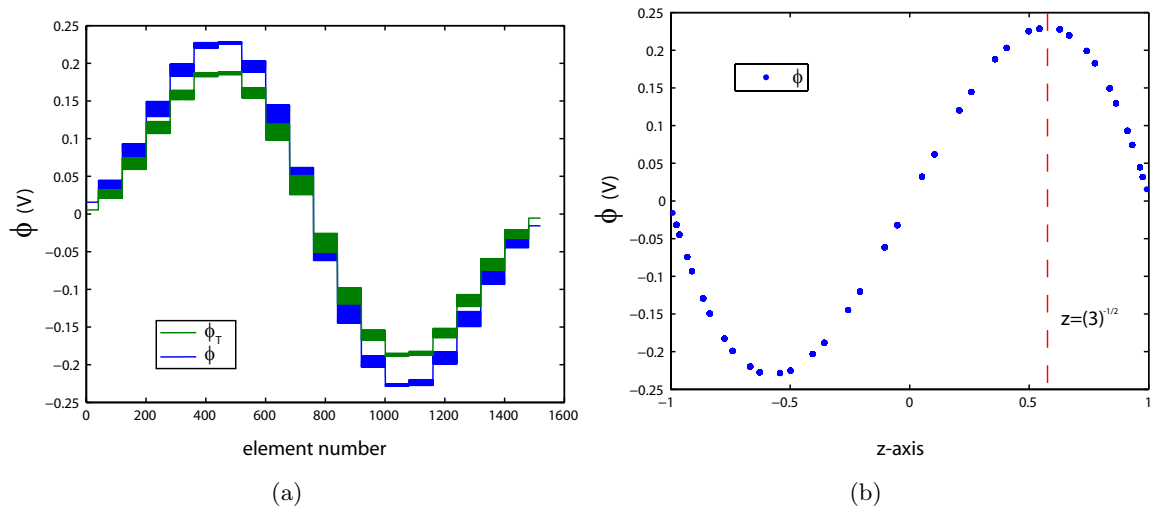 0.25
0.2
0.15
0.1
0.05
0
−0.05
−0.1
−0.15
−0.2
−0.25
ϕ (V)
0 200 400 600 800 1000 1200 1400 1600
element number
ϕ_T
ϕ
(a)
0.25
0.2
0.15
0.1
0.05
0
−0.05
−0.1
−0.15
−0.2
−0.25
ϕ (V)
ϕ
z=(3)^-1/2
−1 −0.5 0 0.5 1
z-axis
(b)